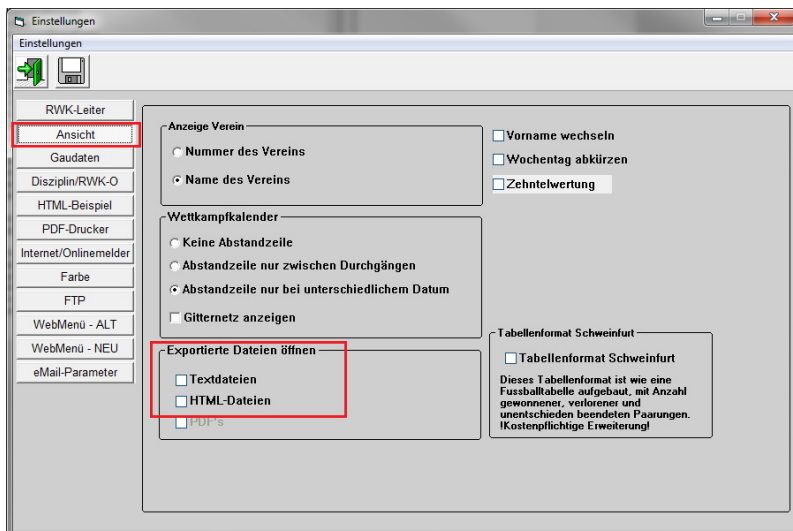 Einstellungen
Einstellungen
RWK-Leiter
Ansicht
Gaudaten
Disziplin/RWK-O
HTML-Beispiel
PDF-Drucker
Internet/Onlinemelder
Farbe
FTP
WebMenü - ALT
WebMenü - NEU
eMail-Parameter
Anzeige Verein
Nummer des Vereins
Name des Vereins
Wettkampfkalender
Keine Abstandzeile
Abstandzeile nur zwischen Durchgängen
Abstandzeile nur bei unterschiedlichem Datum
Gitternetz anzeigen
Exportierte Dateien öffnen
Textdateien
HTML-Dateien
PDF's
Vorname wechseln
Wochentag abkürzen
Zehntelwertung
Tabellenformat Schweinfurt
Tabellenformat Schweinfurt
Dieses Tabellenformat ist wie eine
Fussballtabelle aufgebaut, mit Anzahl
gewonnener, verlorener und
unentschieden beendeten Paarungen.
!Kostenpflichtige Erweiterung!